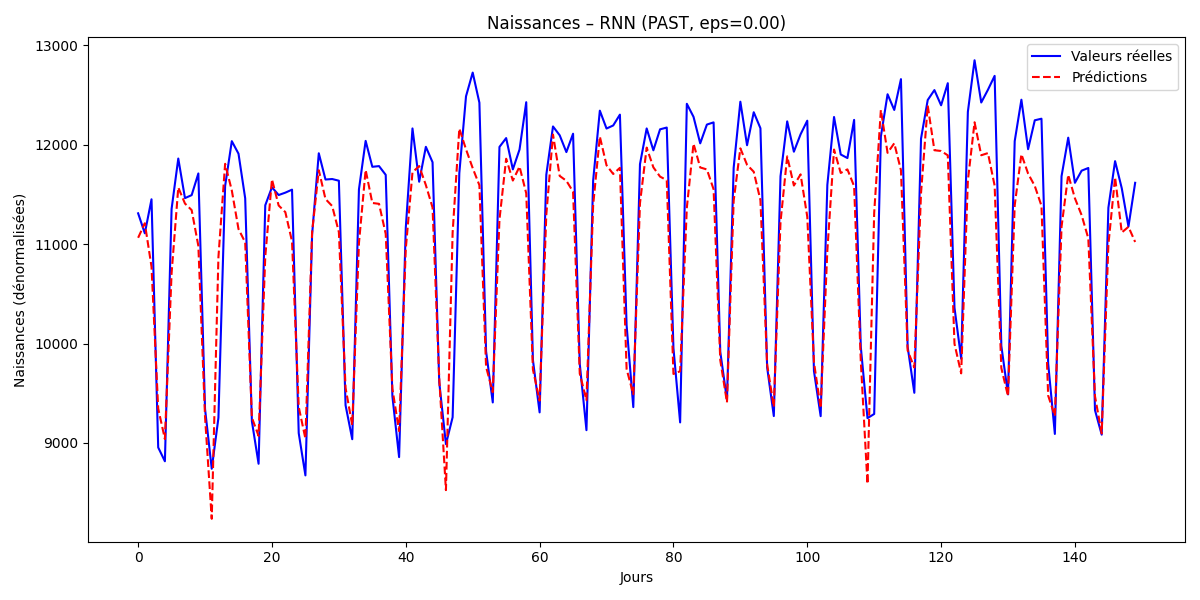 Naissances – RNN (PAST, eps=0.00)
Valeurs réelles
Prédictions
Naissances (dénormalisées)
13000
12000
11000
10000
9000
0 20 40 60 80 100 120 140
Jours